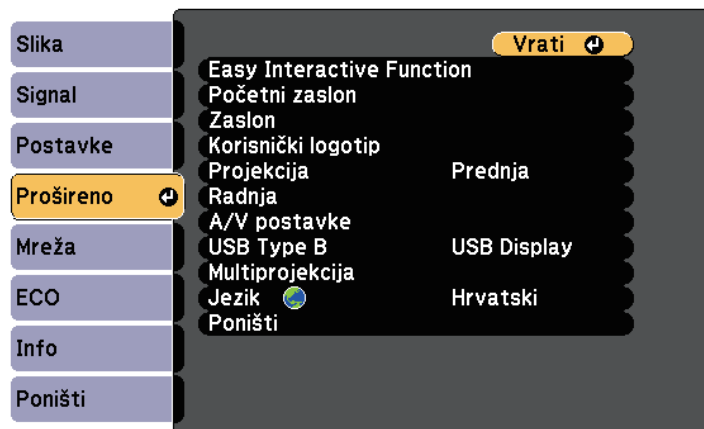 Slika
Signal
Postavke
Prošireno
Mreža
ECO
Info
Poništi
Vrati
Easy Interactive Function
Početni zaslon
Zaslon
Korisnički logotip
Projekcija Prednja
Radnja
A/V postavke
USB Type B USB Display
Multiprojekcija
Jezik Hrvatski
Poništi